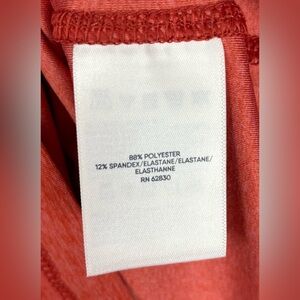 88% POLYESTER
12% SPANDEX/ELASTANE/ELASTANE/
ELASTHANNE
RN 62830